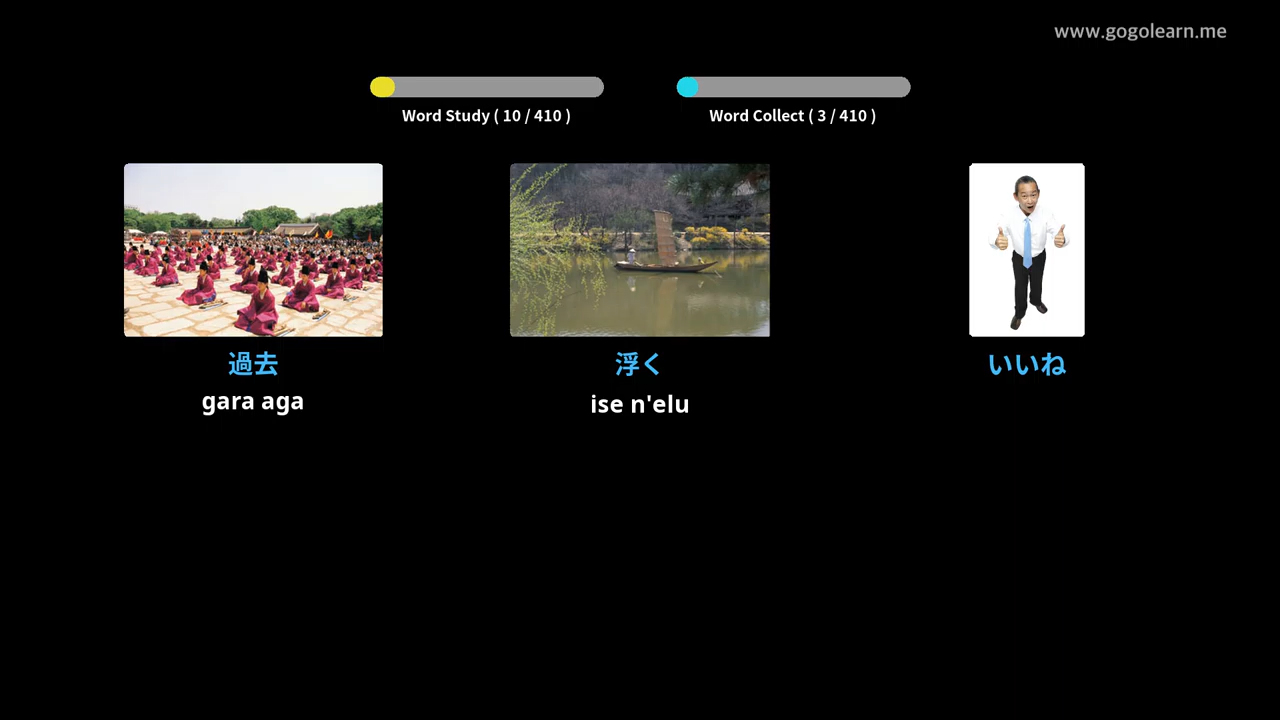 www.gogolearn.me
Word Study ( 10 / 410 )
Word Collect ( 3 / 410 )
過去
gara aga
浮く
ise n'elu
いいね